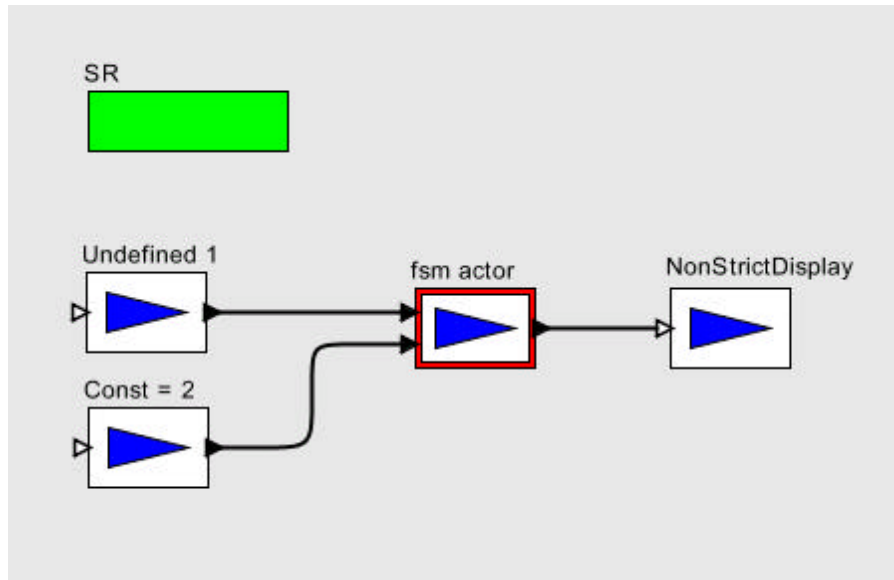 SR
Undefined 1
fsm actor
NonStrictDisplay
Const = 2